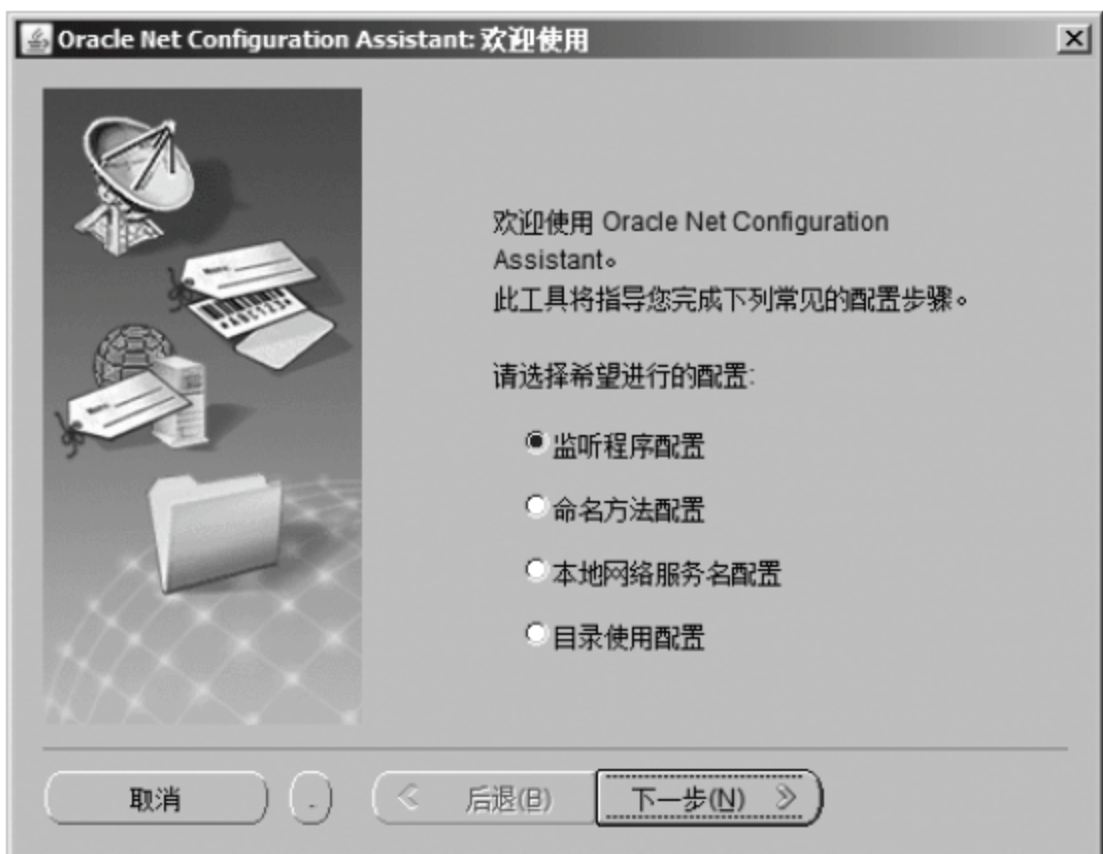 Oracle Net Configuration Assistant: 欢迎使用
欢迎使用 Oracle Net Configuration
Assistant。
此工具将指导您完成下列常见的配置步骤。
请选择希望进行的配置:
监听程序配置
命名方法配置
本地网络服务名配置
目录使用配置
取消
.
后退(B)
下一步(N)